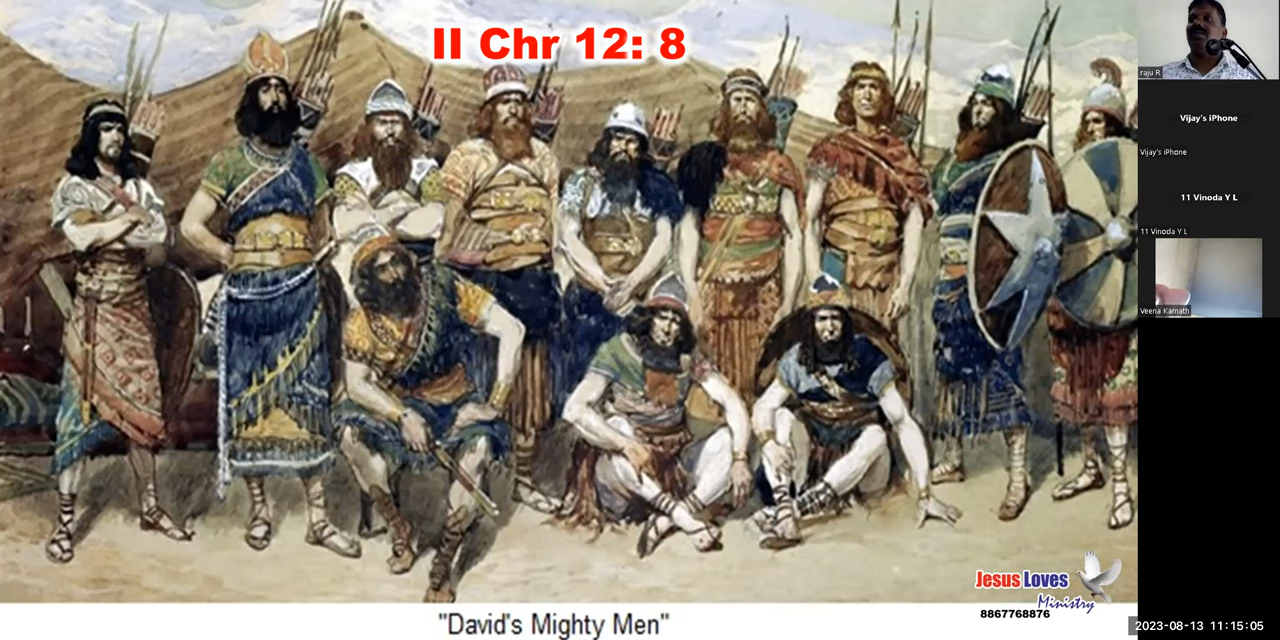 II Chr 12: 8
raju R
Vijay's iPhone
Vijay's iPhone
11 Vinoda Y L
11 Vinoda Y L
Veena Kamath
Jesus Loves
Ministry
8867768876
2023-08-13 11:15:05
"David's Mighty Men"